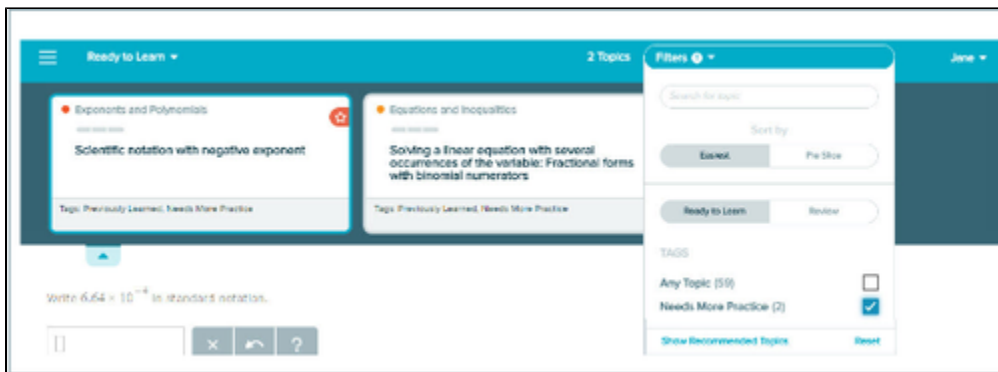 Ready to Learn
2 Topics
Filters
Jane
Exponents and Polynomials
Scientific notation with negative exponent
Tags: Previously Learned, Needs More Practice
Equations and Inequalities
Solving a linear equation with several
occurrences of the variable: Fractional forms
with binomial numerators
Tags: Previously Learned, Needs More Practice
Search for topic
Sort by
Easiest
Pie Slice
Ready to Learn
Review
TAGS
Any Topic (59)
Needs More Practice (2)
Show Recommended Topics
Reset
Write 6.64 × 10⁻⁴ in standard notation.
× ?